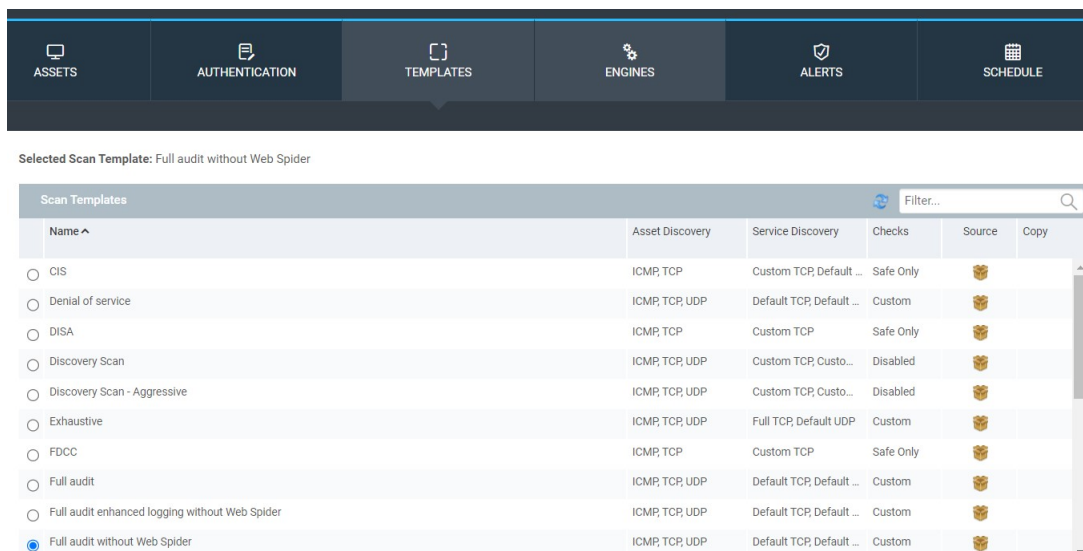 ASSETS AUTHENTICATION TEMPLATES ENGINES ALERTS SCHEDULE
Selected Scan Template: Full audit without Web Spider
Scan Templates Filter...
Name Asset Discovery Service Discovery Checks Source Copy
CIS ICMP, TCP Custom TCP, Default ... Safe Only
Denial of service ICMP, TCP, UDP Default TCP, Default ... Custom
DISA ICMP, TCP Custom TCP Safe Only
Discovery Scan ICMP, TCP, UDP Custom TCP, Custo... Disabled
Discovery Scan - Aggressive ICMP, TCP, UDP Custom TCP, Custo... Disabled
Exhaustive ICMP, TCP, UDP Full TCP, Default UDP Custom
FDCC ICMP, TCP Custom TCP Safe Only
Full audit ICMP, TCP, UDP Default TCP, Default ... Custom
Full audit enhanced logging without Web Spider ICMP, TCP, UDP Default TCP, Default ... Custom
Full audit without Web Spider ICMP, TCP, UDP Default TCP, Default ... Custom